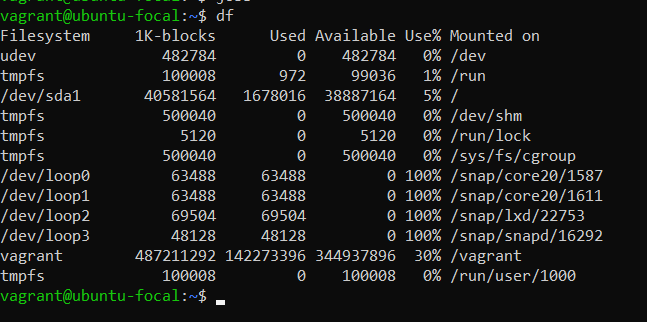 vagrant@ubuntu-focal:~$ df
Filesystem     1K-blocks      Used Available Use% Mounted on
udev              482784         0    482784   0% /dev
tmpfs             100008       972     99036   1% /run
/dev/sda1       40581564   1678016  38887164   5% /
tmpfs             500040         0    500040   0% /dev/shm
tmpfs               5120         0      5120   0% /run/lock
tmpfs             500040         0    500040   0% /sys/fs/cgroup
/dev/loop0         63488     63488         0 100% /snap/core20/1587
/dev/loop1         63488     63488         0 100% /snap/core20/1611
/dev/loop2         69504     69504         0 100% /snap/lxd/22753
/dev/loop3         48128     48128         0 100% /snap/snapd/16292
vagrant        487211292 142273396 344937896  30% /vagrant
tmpfs             100008         0    100008   0% /run/user/1000
vagrant@ubuntu-focal:~$